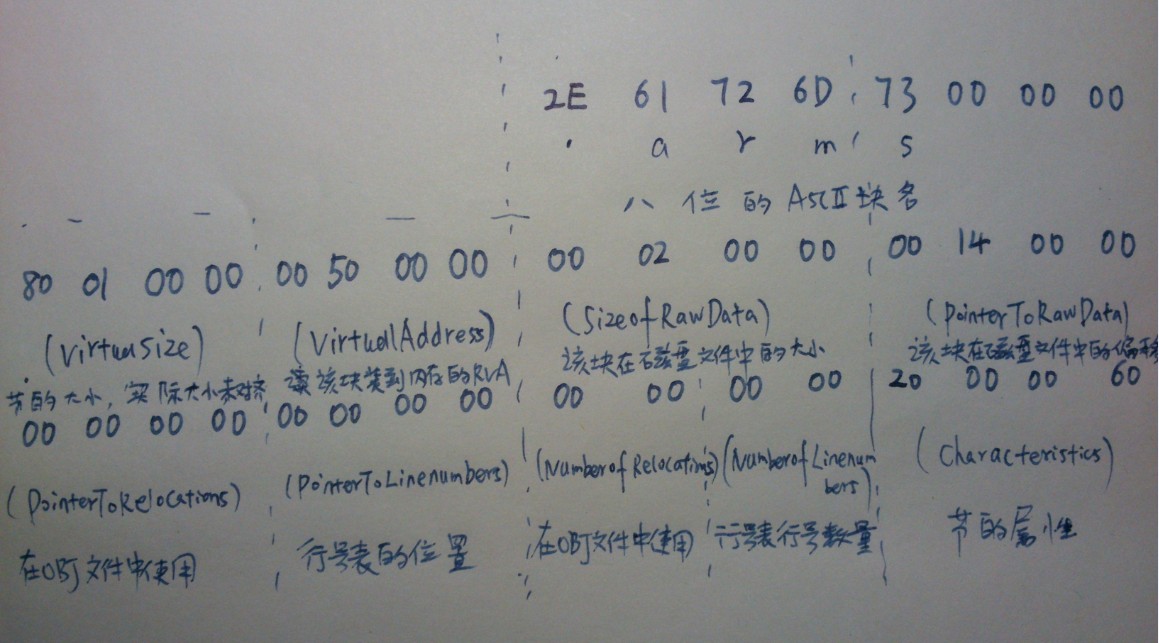 2E 61 72 6D 73 00 00 00
. a r m s
八 位 的 ASCII 块 名
80 01 00 00 00 50 00 00 00 02 00 00 00 14 00 00
(VirtualSize) (VirtualAddress) (SizeofRawData) (PointerToRawData)
节的大小，实际大小未对齐 该块装到内存的RVA 该块在磁盘文件中的大小 该块在磁盘文件中的偏移
00 00 00 00 00 00 00 00 00 00 00 00 20 00 00 60
(PointerToRelocations) (PointerToLinenumbers) (NumberofRelocations) (NumberofLinenum
bers) (Characteristics)
在OBJ文件中使用 行号表的位置 在OBJ文件中使用 行号表行号数量 节的属性